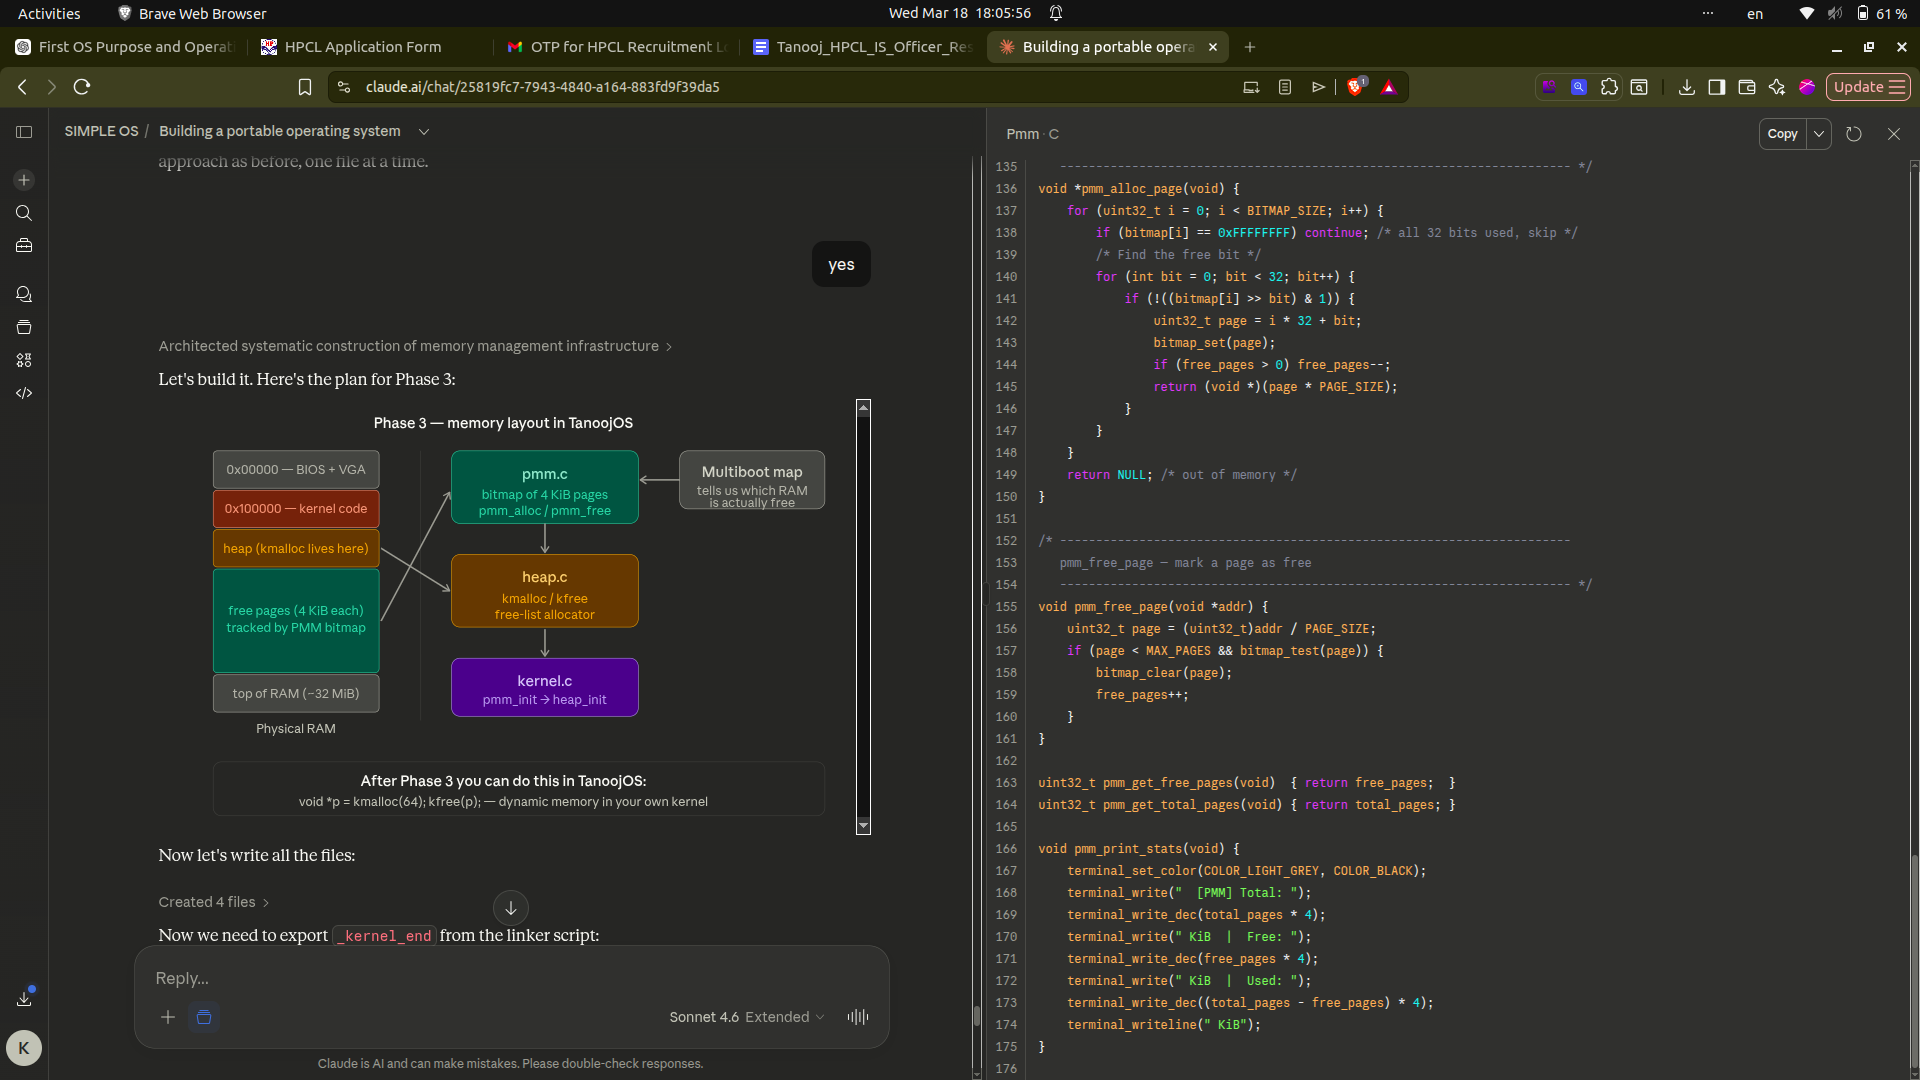 Activities
Brave Web Browser
Wed Mar 18 18:05:56
en
61 %
First OS Purpose and Operati
HPCL Application Form
OTP for HPCL Recruitment Lo
Tanooj_HPCL_IS_Officer_Res
Building a portable opera
claude.ai/chat/25819fc7-7943-4840-a164-883fd9f39da5
1
Update
SIMPLE OS / Building a portable operating system
approach as before, one file at a time.
yes
Architected systematic construction of memory management infrastructure
Let's build it. Here's the plan for Phase 3:
Phase 3 — memory layout in TanoojOS
0x00000 — BIOS + VGA
0x100000 — kernel code
heap (kmalloc lives here)
free pages (4 KiB each)
tracked by PMM bitmap
top of RAM (~32 MiB)
Physical RAM
pmm.c
bitmap of 4 KiB pages
pmm_alloc / pmm_free
heap.c
kmalloc / kfree
free-list allocator
kernel.c
pmm_init → heap_init
Multiboot map
tells us which RAM
is actually free
After Phase 3 you can do this in TanoojOS:
void *p = kmalloc(64); kfree(p); — dynamic memory in your own kernel
Now let's write all the files:
Created 4 files
Now we need to export _kernel_end from the linker script:
Reply...
Sonnet 4.6 Extended
K
Claude is AI and can make mistakes. Please double-check responses.
Pmm · C
Copy
135 ----------------------------------------------------------------------- */
136 void *pmm_alloc_page(void) {
137 for (uint32_t i = 0; i < BITMAP_SIZE; i++) {
138 if (bitmap[i] == 0xFFFFFFFF) continue; /* all 32 bits used, skip */
139 /* Find the free bit */
140 for (int bit = 0; bit < 32; bit++) {
141 if (!((bitmap[i] >> bit) & 1)) {
142 uint32_t page = i * 32 + bit;
143 bitmap_set(page);
144 if (free_pages > 0) free_pages--;
145 return (void *)(page * PAGE_SIZE);
146 }
147 }
148 }
149 return NULL; /* out of memory */
150 }
151
152 /* -----------------------------------------------------------------------
153 pmm_free_page — mark a page as free
154 ----------------------------------------------------------------------- */
155 void pmm_free_page(void *addr) {
156 uint32_t page = (uint32_t)addr / PAGE_SIZE;
157 if (page < MAX_PAGES && bitmap_test(page)) {
158 bitmap_clear(page);
159 free_pages++;
160 }
161 }
162
163 uint32_t pmm_get_free_pages(void) { return free_pages; }
164 uint32_t pmm_get_total_pages(void) { return total_pages; }
165
166 void pmm_print_stats(void) {
167 terminal_set_color(COLOR_LIGHT_GREY, COLOR_BLACK);
168 terminal_write(" [PMM] Total: ");
169 terminal_write_dec(total_pages * 4);
170 terminal_write(" KiB | Free: ");
171 terminal_write_dec(free_pages * 4);
172 terminal_write(" KiB | Used: ");
173 terminal_write_dec((total_pages - free_pages) * 4);
174 terminal_writeline(" KiB");
175 }
176